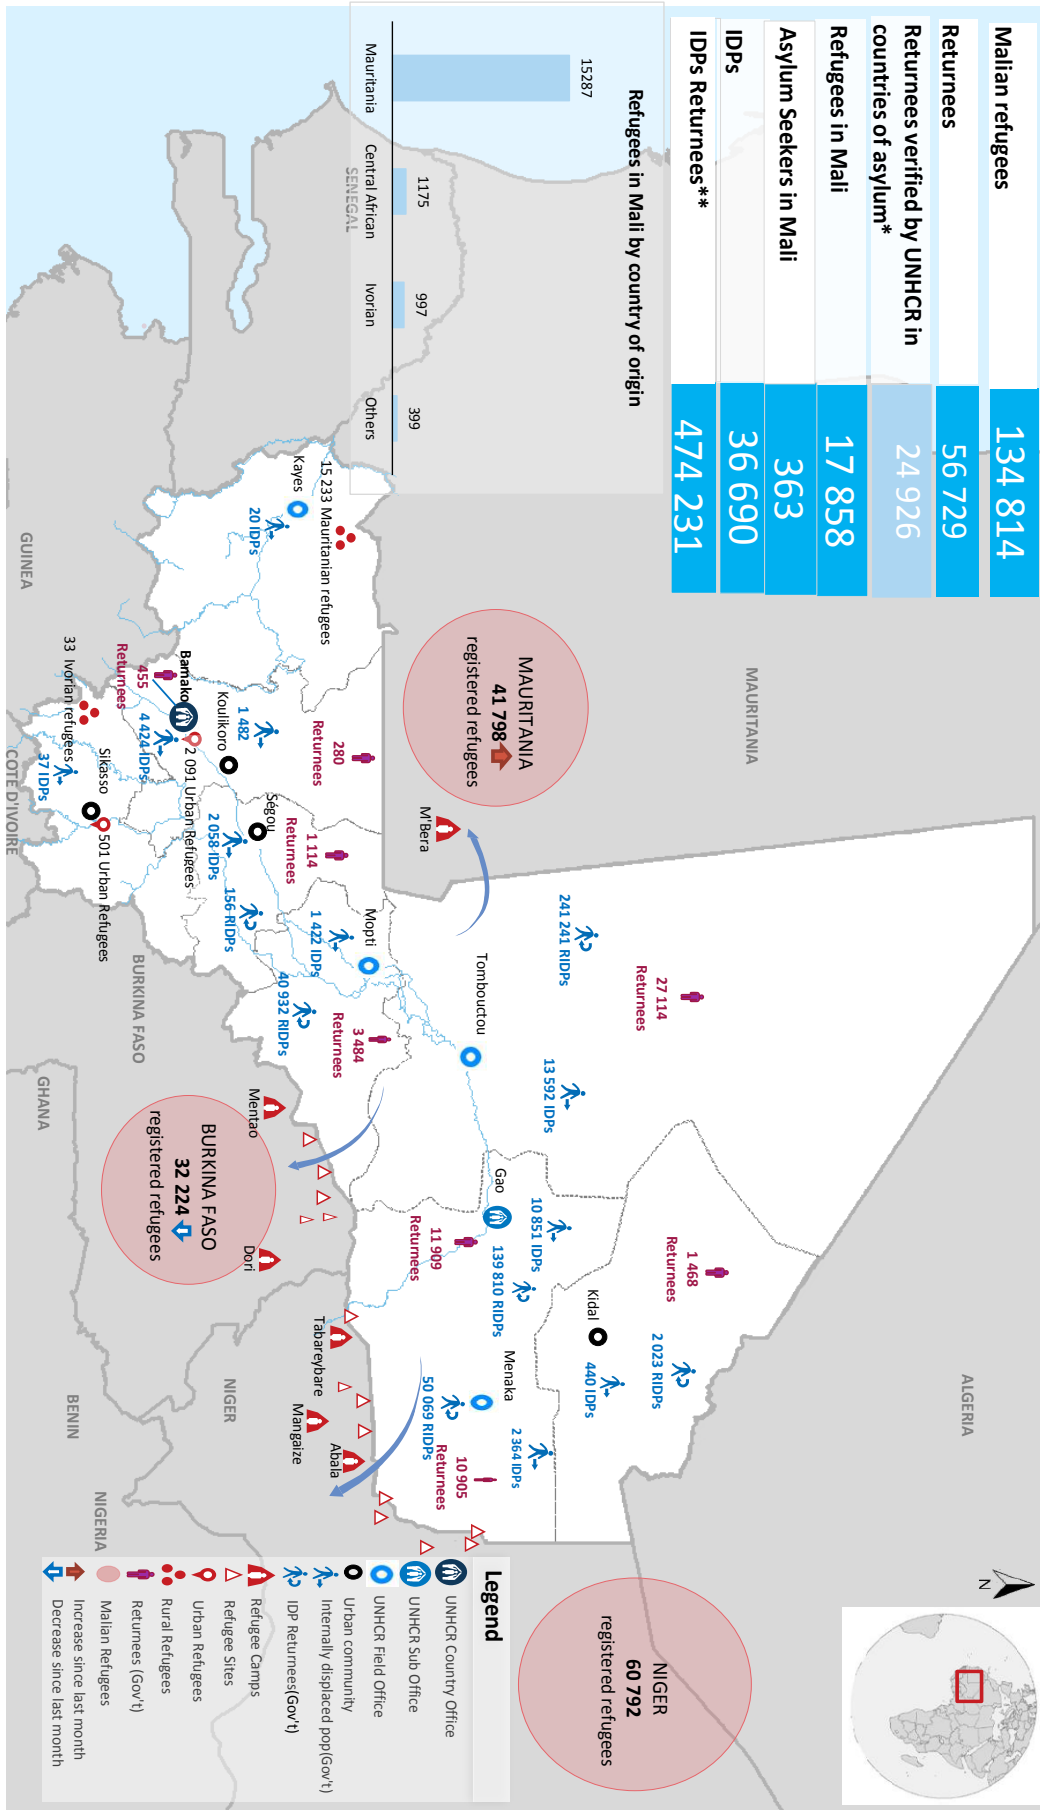 Malian refugees
134 814
Returnees
56 729
Returnees verified by UNHCR in
countries of asylum*
24 926
Refugees in Mali
17 858
Asylum Seekers in Mali
363
IDPs
36 690
IDPs Returnees**
474 231
Refugees in Mali by country of origin
15287
1175
997
399
Mauritania
Central African
Ivorian
Others
SENEGAL
MAURITANIA
ALGERIA
MAURITANIA
41 798
registered refugees
M'Bera
241 241 RIDPs
27 114
Returnees
13 592 IDPs
Tombouctou
1 468
Returnees
2 023 RIDPs
Kidal
440 IDPs
10 851 IDPs
Gao
139 810 RIDPs
11 909
Returnees
Menaka
2 364 IDPs
50 069 RIDPs
10 905
Returnees
15 233 Mauritanian refugees
Kayes
20 IDPs
280
Returnees
1 482
Koulikoro
Bamako
455
Returnees
4 424 IDPs
2 091 Urban Refugees
1 114
Returnees
Ségou
2 058 IDPs
156 RIDPs
Mopti
1 422 IDPs
3 484
Returnees
40 932 RIDPs
33 Ivorian refugees
Sikasso
37 IDPs
501 Urban Refugees
GUINEA
COTE D'IVOIRE
BURKINA FASO
GHANA
Mentao
Dori
BURKINA FASO
32 224
registered refugees
Tabareybare
Mangaize
Abala
NIGER
BENIN
NIGERIA
NIGER
60 792
registered refugees
N
Legend
UNHCR Country Office
UNHCR Sub Office
UNHCR Field Office
Urban community
Internally displaced pop(Gov't)
IDP Returnees(Gov't)
Refugee Camps
Refugee Sites
Urban Refugees
Rural Refugees
Returnees (Gov't)
Malian Refugees
Increase since last month
Decrease since last month